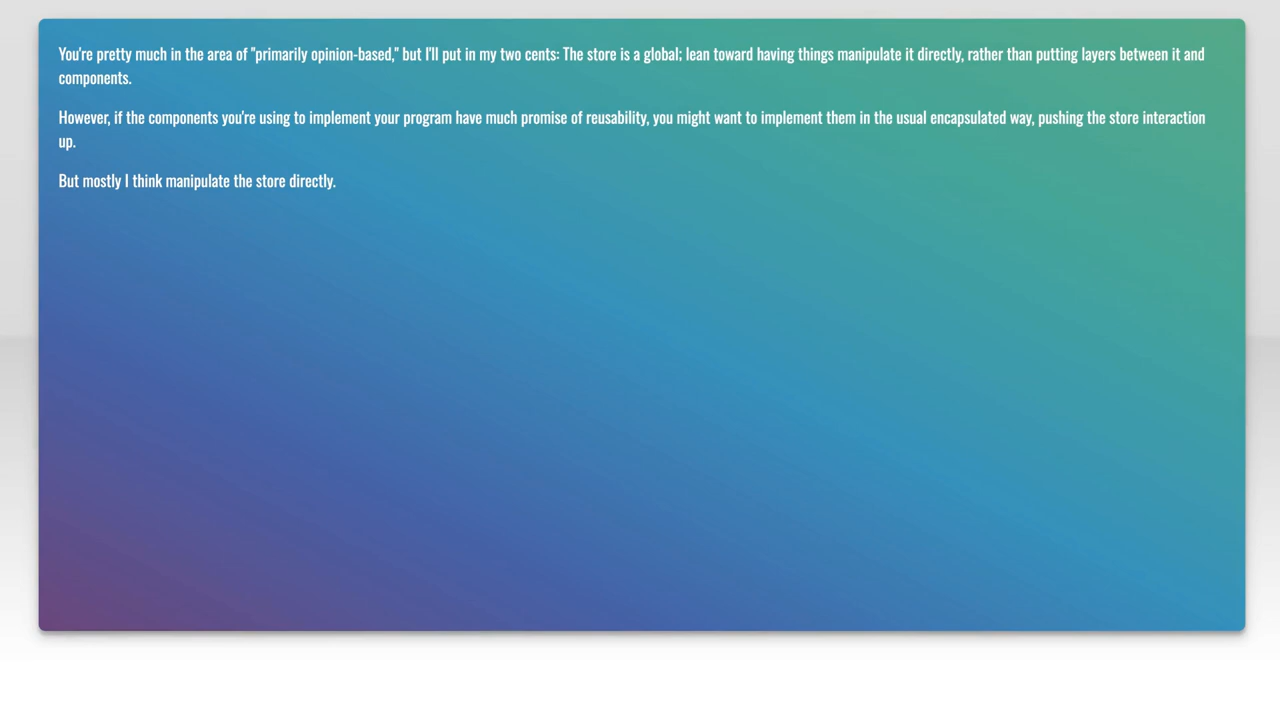 You're pretty much in the area of "primarily opinion-based," but I'll put in my two cents: The store is a global; lean toward having things manipulate it directly, rather than putting layers between it and
components.
However, if the components you're using to implement your program have much promise of reusability, you might want to implement them in the usual encapsulated way, pushing the store interaction
up.
But mostly I think manipulate the store directly.